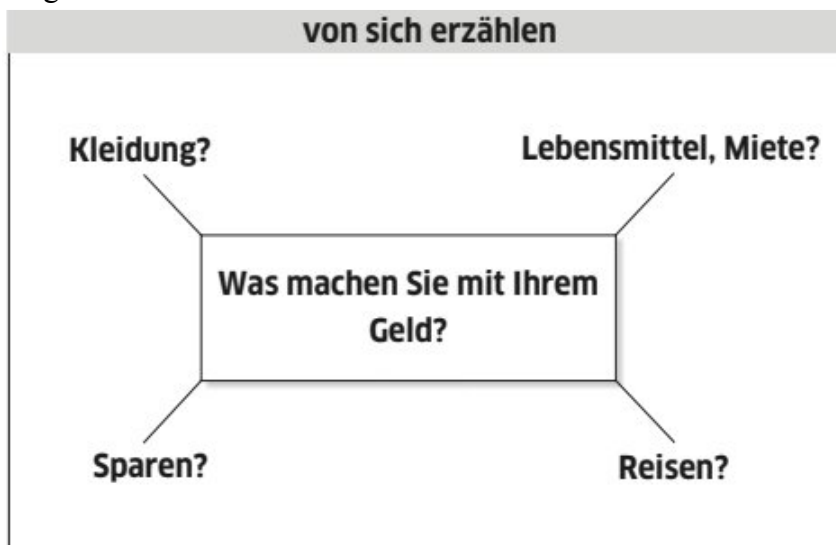 von sich erzählen
Kleidung?
Lebensmittel, Miete?
Was machen Sie mit Ihrem
Geld?
Sparen?
Reisen?